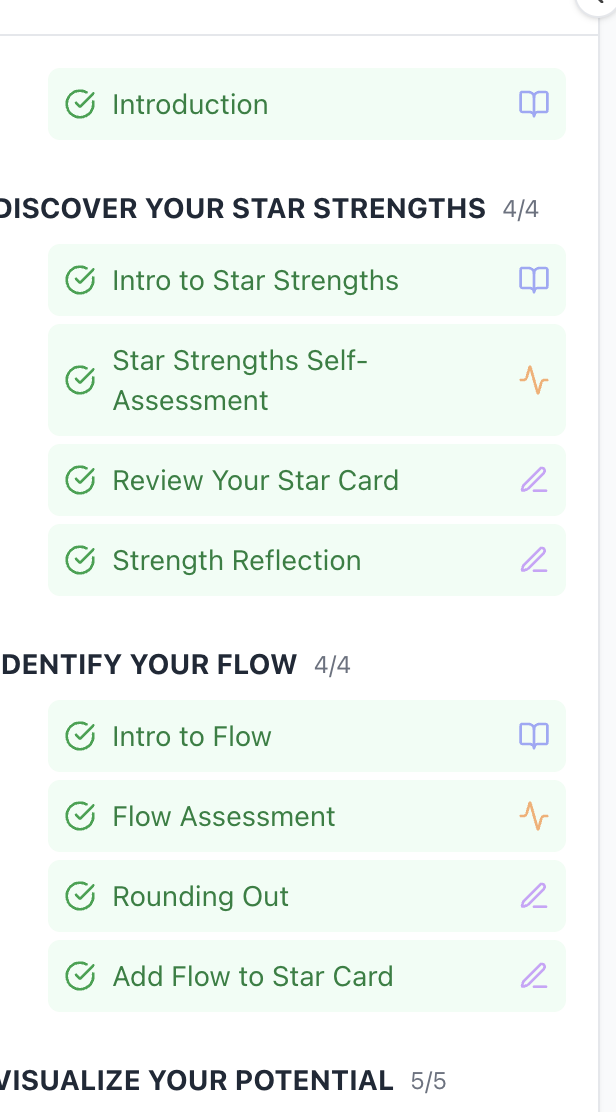 Introduction
DISCOVER YOUR STAR STRENGTHS 4/4
Intro to Star Strengths
Star Strengths Self-
Assessment
Review Your Star Card
Strength Reflection
DENTIFY YOUR FLOW 4/4
Intro to Flow
Flow Assessment
Rounding Out
Add Flow to Star Card
VISUALIZE YOUR POTENTIAL 5/5